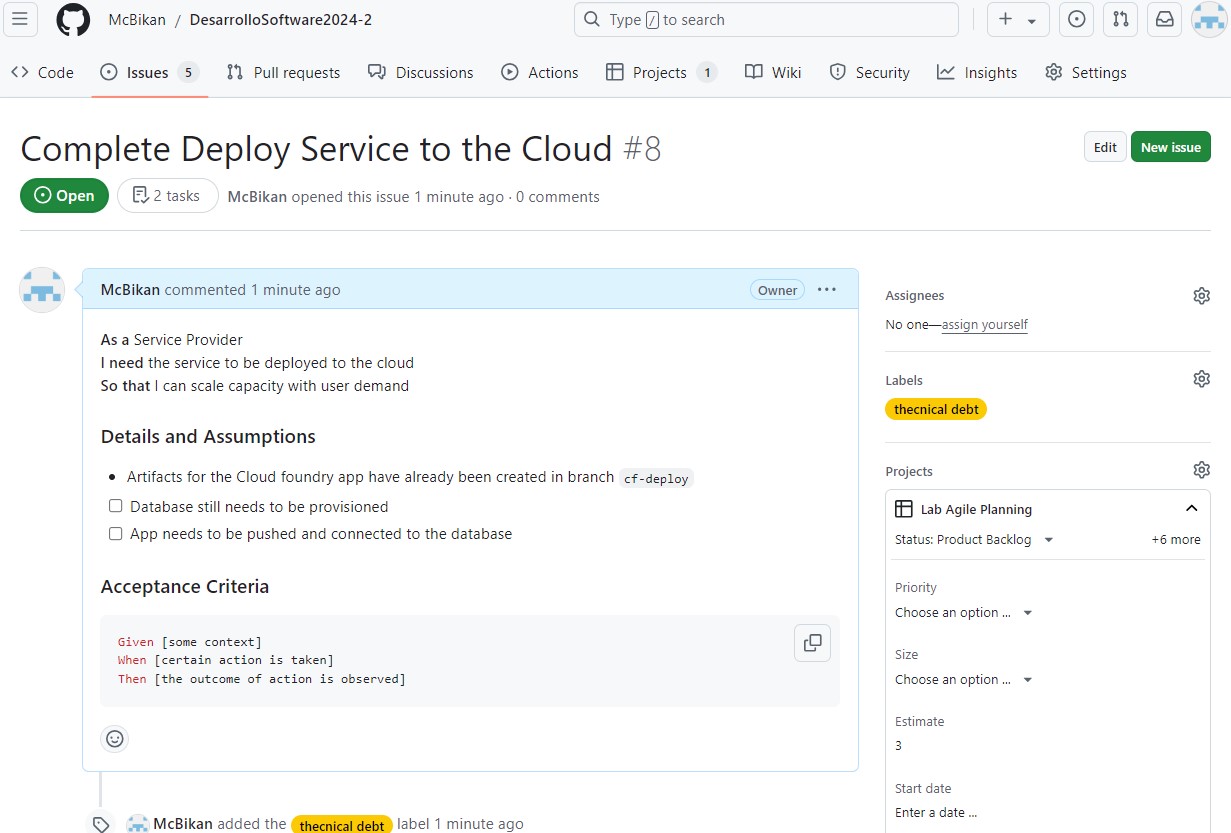 McBikan / DesarrolloSoftware2024-2
Type / to search
Code Issues 5 Pull requests Discussions Actions Projects 1 Wiki Security Insights Settings
Complete Deploy Service to the Cloud #8
Edit New issue
Open 2 tasks McBikan opened this issue 1 minute ago · 0 comments
McBikan commented 1 minute ago Owner ...
As a Service Provider
I need the service to be deployed to the cloud
So that I can scale capacity with user demand
Details and Assumptions
• Artifacts for the Cloud foundry app have already been created in branch cf-deploy
Database still needs to be provisioned
App needs to be pushed and connected to the database
Acceptance Criteria
Given [some context]
When [certain action is taken]
Then [the outcome of action is observed]
McBikan added the thecnical debt label 1 minute ago
Assignees
No one—assign yourself
Labels
thecnical debt
Projects
Lab Agile Planning
Status: Product Backlog +6 more
Priority
Choose an option ...
Size
Choose an option ...
Estimate
3
Start date
Enter a date ...